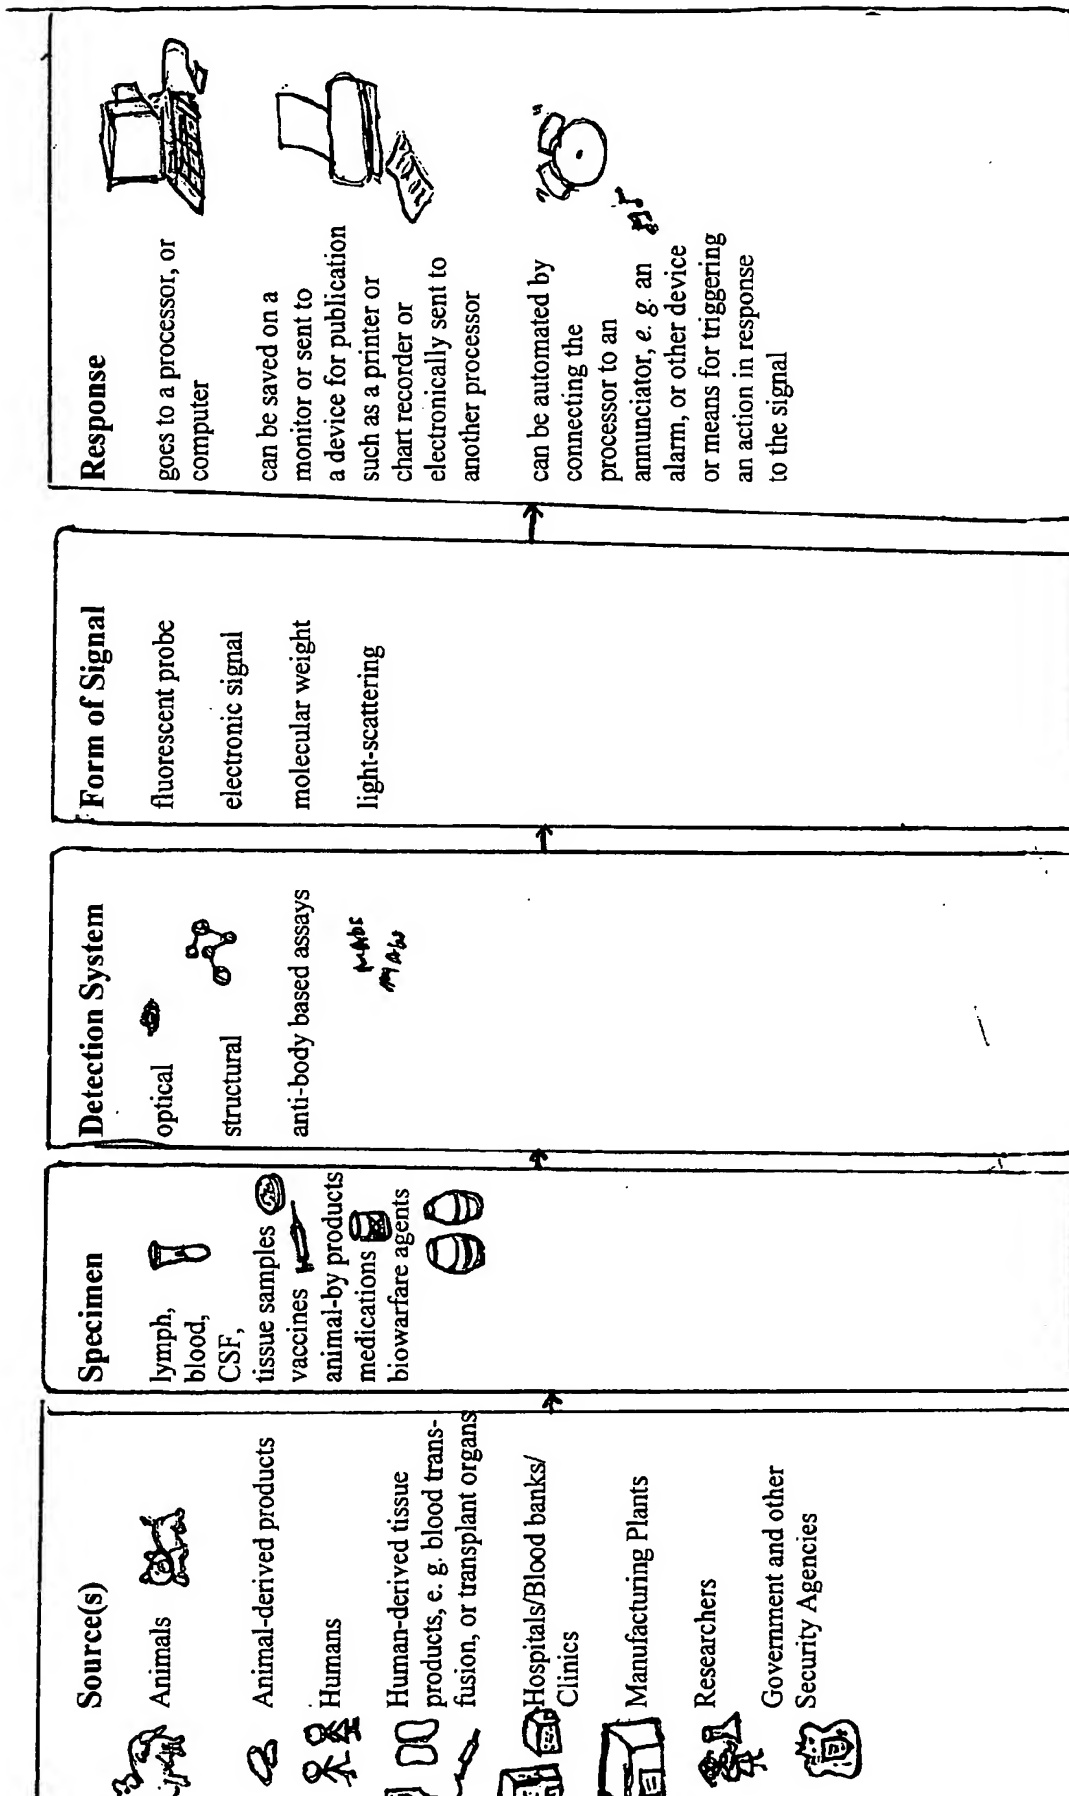 Source(s)
Animals
Animal-derived products
Humans
Human-derived tissue
products, e. g. blood trans-
fusion, or transplant organs
Hospitals/Blood banks/
Clinics
Manufacturing Plants
Researchers
Government and other
Security Agencies
Specimen
lymph,
blood,
CSF,
tissue samples
vaccines
animal-by products
medications
biowarfare agents
Detection System
optical
structural
anti-body based assays
mAbs
mAbs
Form of Signal
fluorescent probe
electronic signal
molecular weight
light-scattering
Response
goes to a processor, or
computer
can be saved on a
monitor or sent to
a device for publication
such as a printer or
chart recorder or
electronically sent to
another processor
can be automated by
connecting the
processor to an
annunciator, e. g. an
alarm, or other device
or means for triggering
an action in response
to the signal